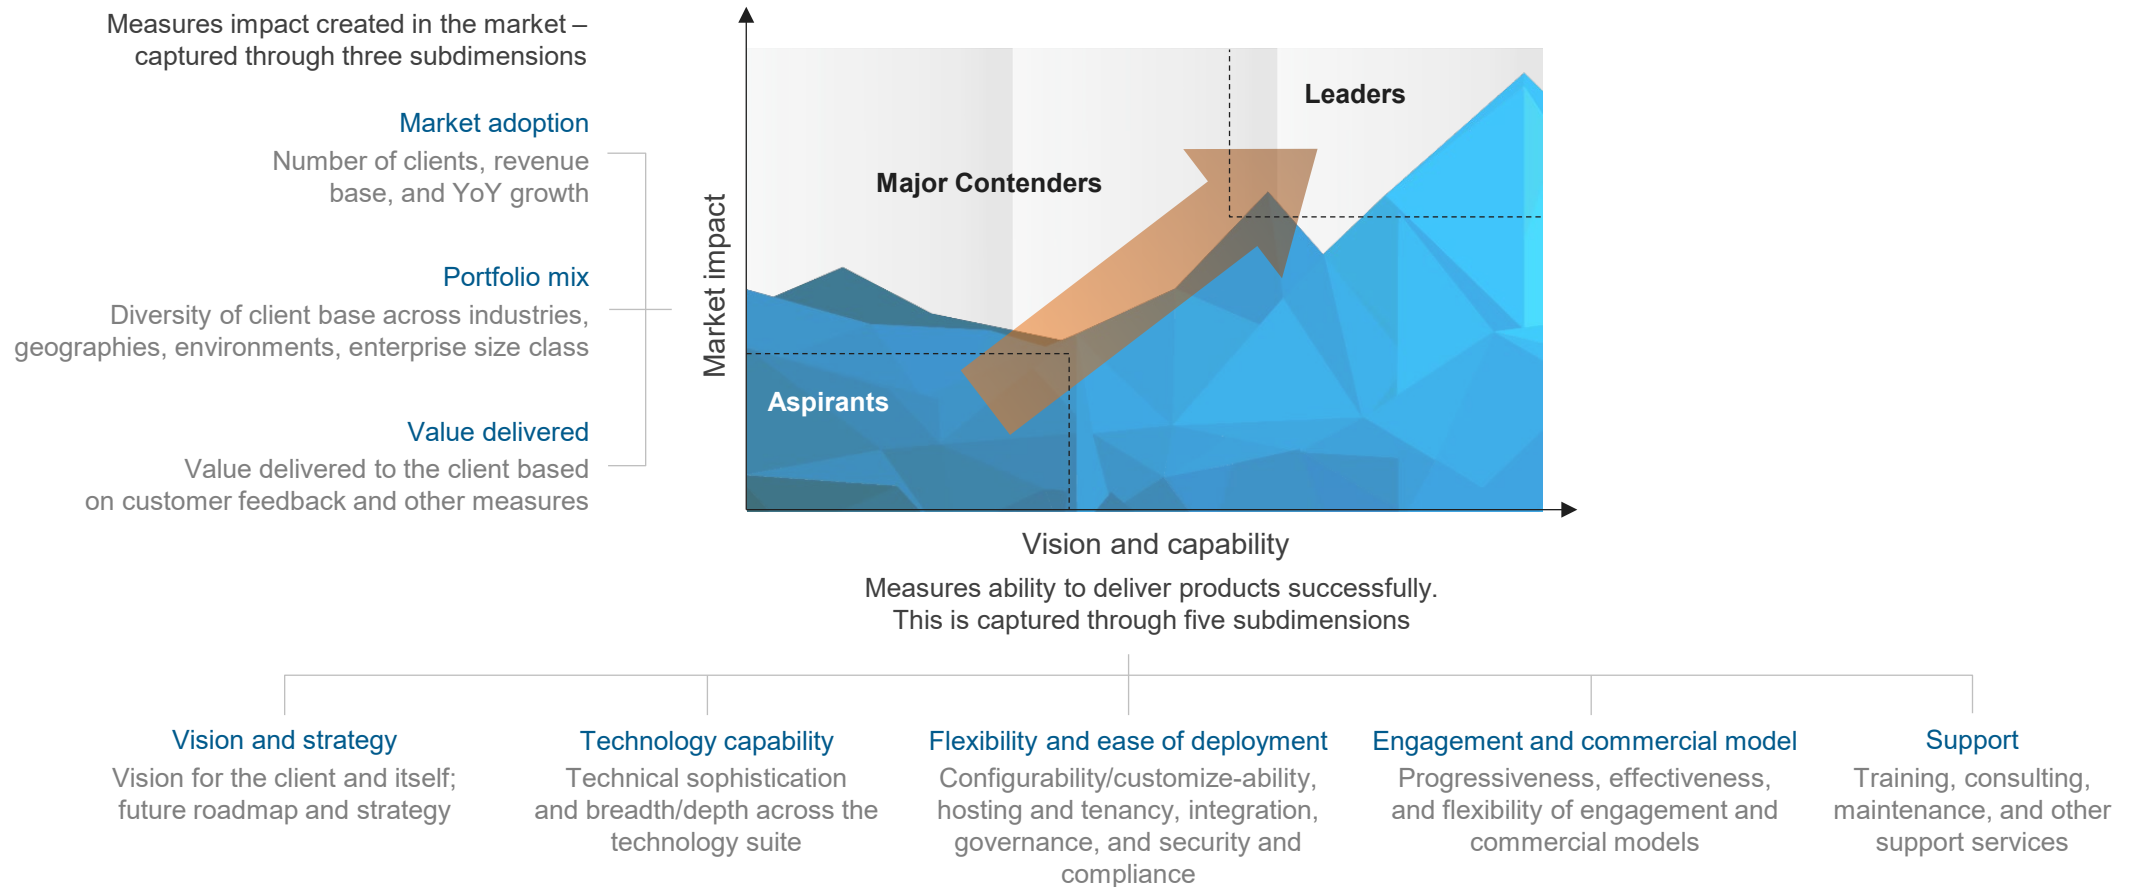 Measures impact created in the market –
captured through three subdimensions
Market adoption
Number of clients, revenue
base, and YoY growth
Portfolio mix
Diversity of client base across industries,
geographies, environments, enterprise size class
Value delivered
Value delivered to the client based
on customer feedback and other measures
Market impact
Leaders
Major Contenders
Aspirants
Vision and capability
Measures ability to deliver products successfully.
This is captured through five subdimensions
Vision and strategy
Vision for the client and itself;
future roadmap and strategy
Technology capability
Technical sophistication
and breadth/depth across the
technology suite
Flexibility and ease of deployment
Configurability/customize-ability,
hosting and tenancy, integration,
governance, and security and
compliance
Engagement and commercial model
Progressiveness, effectiveness,
and flexibility of engagement and
commercial models
Support
Training, consulting,
maintenance, and other
support services